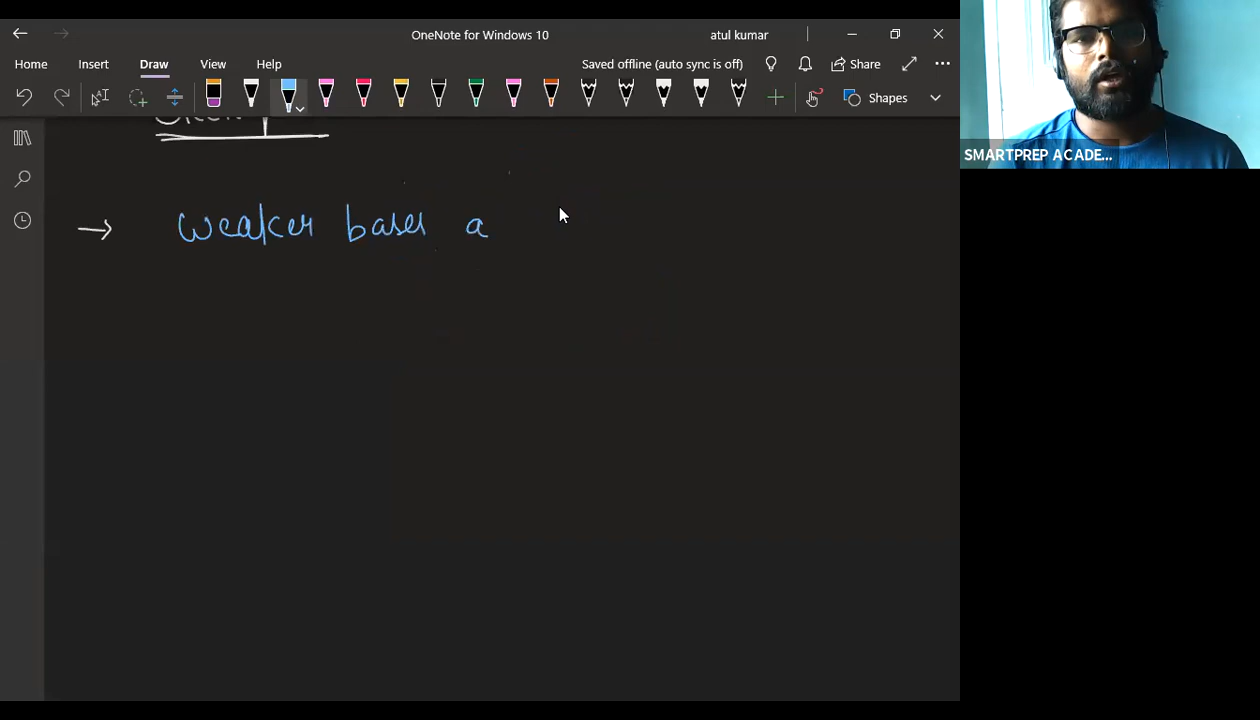 OneNote for Windows 10
atul kumar
Home Insert Draw View Help
Saved offline (auto sync is off)
Share
Shapes
SMARTPREP ACADE...
→ weaker bases a